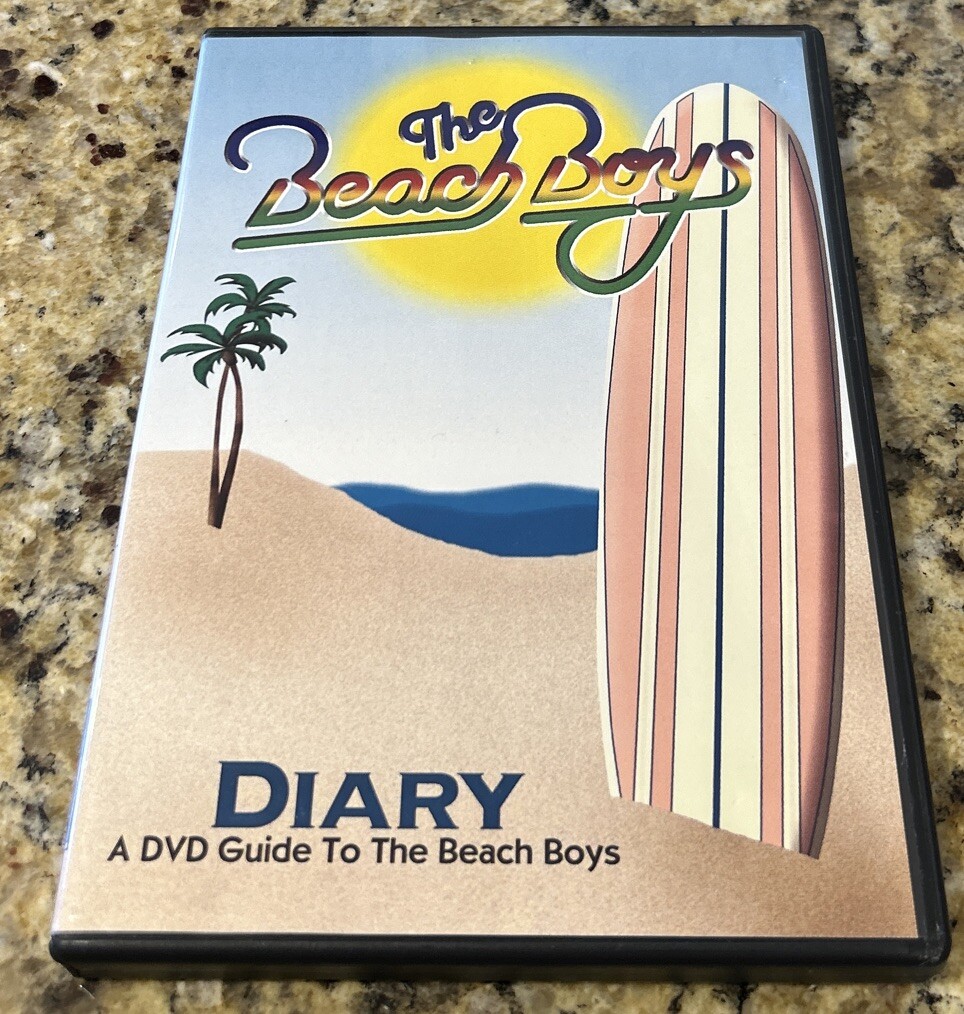 The
Beach Boys
DIARY
A DVD Guide To The Beach Boys